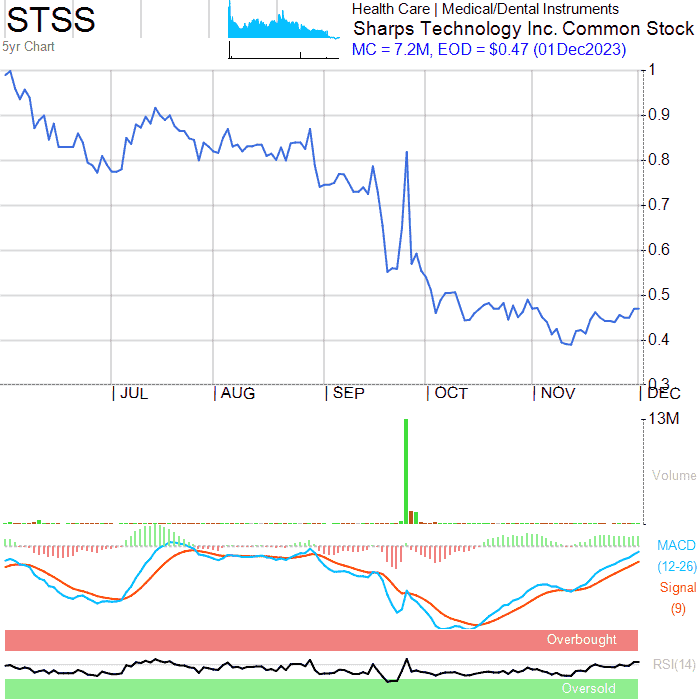 STSS
5yr Chart
Health Care | Medical/Dental Instruments
Sharps Technology Inc. Common Stock
MC = 7.2M, EOD = $0.47 (01Dec2023)
1
0.9
0.8
0.7
0.6
0.5
0.4
0.3
JUL AUG SEP OCT NOV DEC
13M
Volume
MACD
(12-26)
Signal
(9)
Overbought
RSI(14)
Oversold